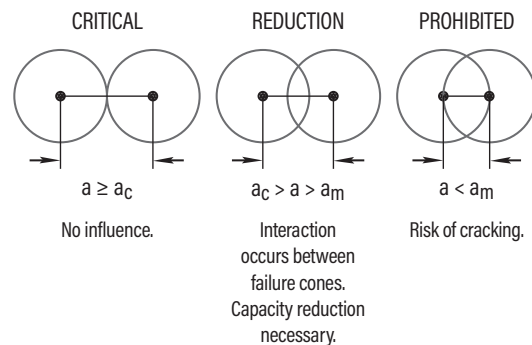 CRITICAL
a ≥ ac
No influence.
REDUCTION
ac > a > am
Interaction
occurs between
failure cones.
Capacity reduction
necessary.
PROHIBITED
a < am
Risk of cracking.